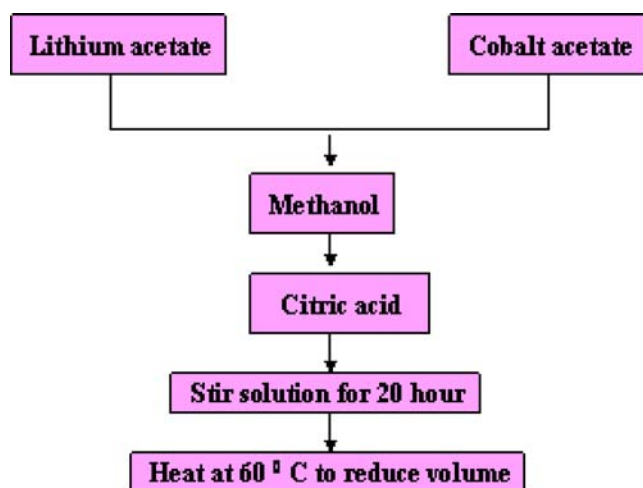 Lithium acetate
Cobalt acetate
Methanol
Citric acid
Stir solution for 20 hour
Heat at 60 ° C to reduce volume